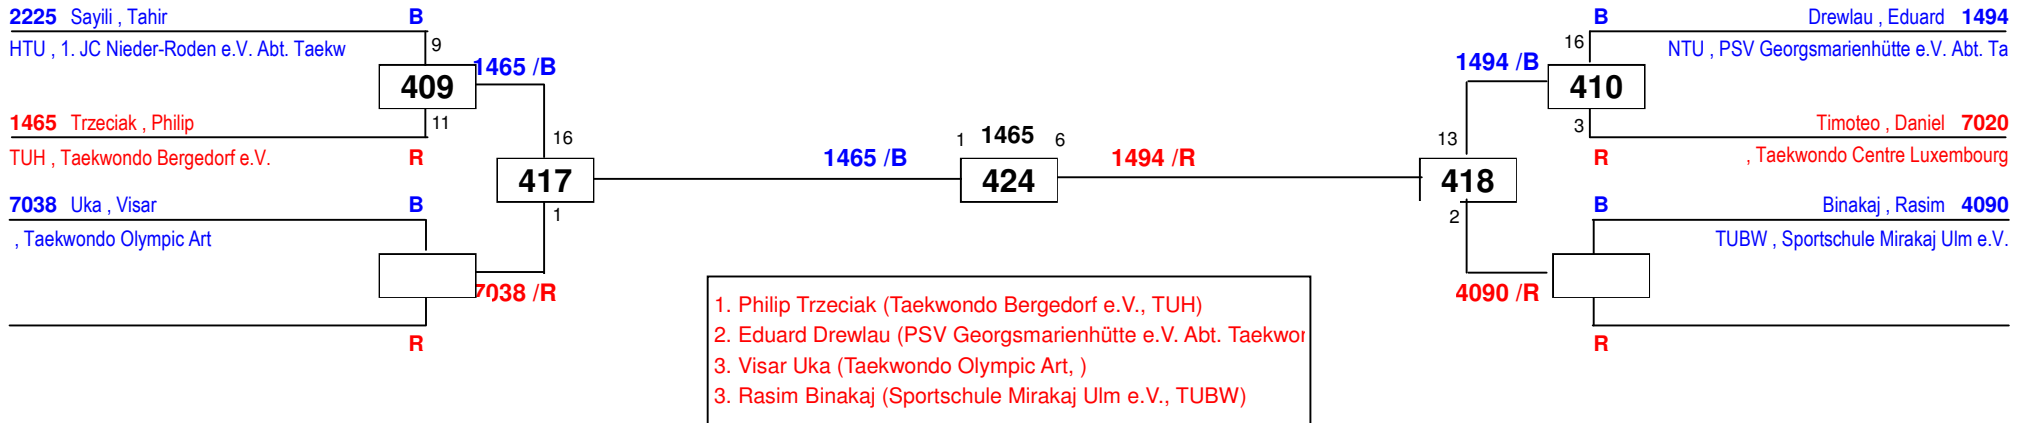 2225 Sayili , Tahir B
HTU , 1. JC Nieder-Roden e.V. Abt. Taekw
9
409
1465 /B
11
1465 Trzeciak , Philip
TUH , Taekwondo Bergedorf e.V. R
16
417
1
7038 Uka , Visar B
, Taekwondo Olympic Art
7038 /R
R
1465 /B
1 1465 6
424
1494 /R
B Drewlau , Eduard 1494
16
NTU , PSV Georgsmarienhütte e.V. Abt. Ta
1494 /B
410
3
Timoteo , Daniel 7020
R , Taekwondo Centre Luxembourg
13
418
2
B Binakaj , Rasim 4090
TUBW , Sportschule Mirakaj Ulm e.V.
4090 /R
R
1. Philip Trzeciak (Taekwondo Bergedorf e.V., TUH)
2. Eduard Drewlau (PSV Georgsmarienhütte e.V. Abt. Taekwon
3. Visar Uka (Taekwondo Olympic Art, )
3. Rasim Binakaj (Sportschule Mirakaj Ulm e.V., TUBW)